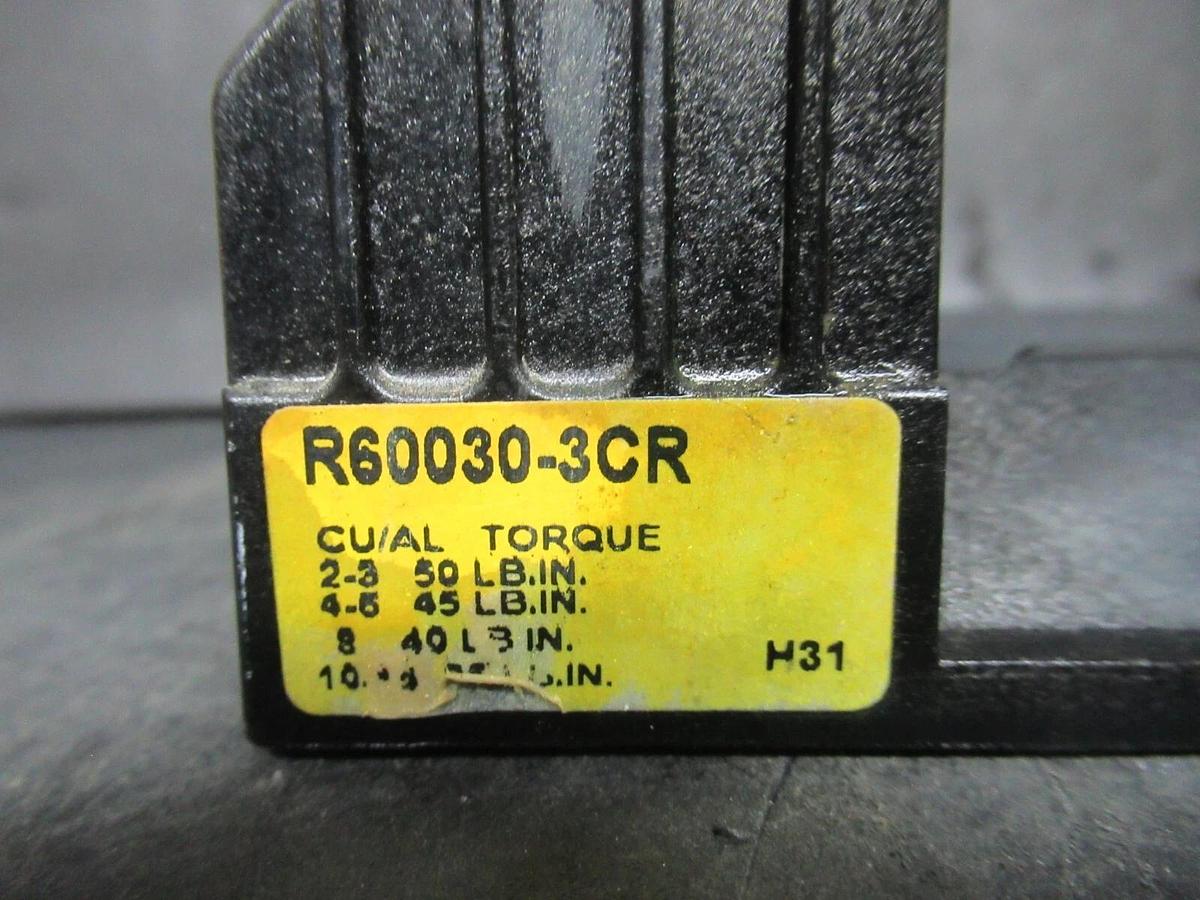 R60030-3CR
CU/AL TORQUE
2-3 50 LB.IN.
4-6 45 LB.IN.
8 40 LB IN.
H31